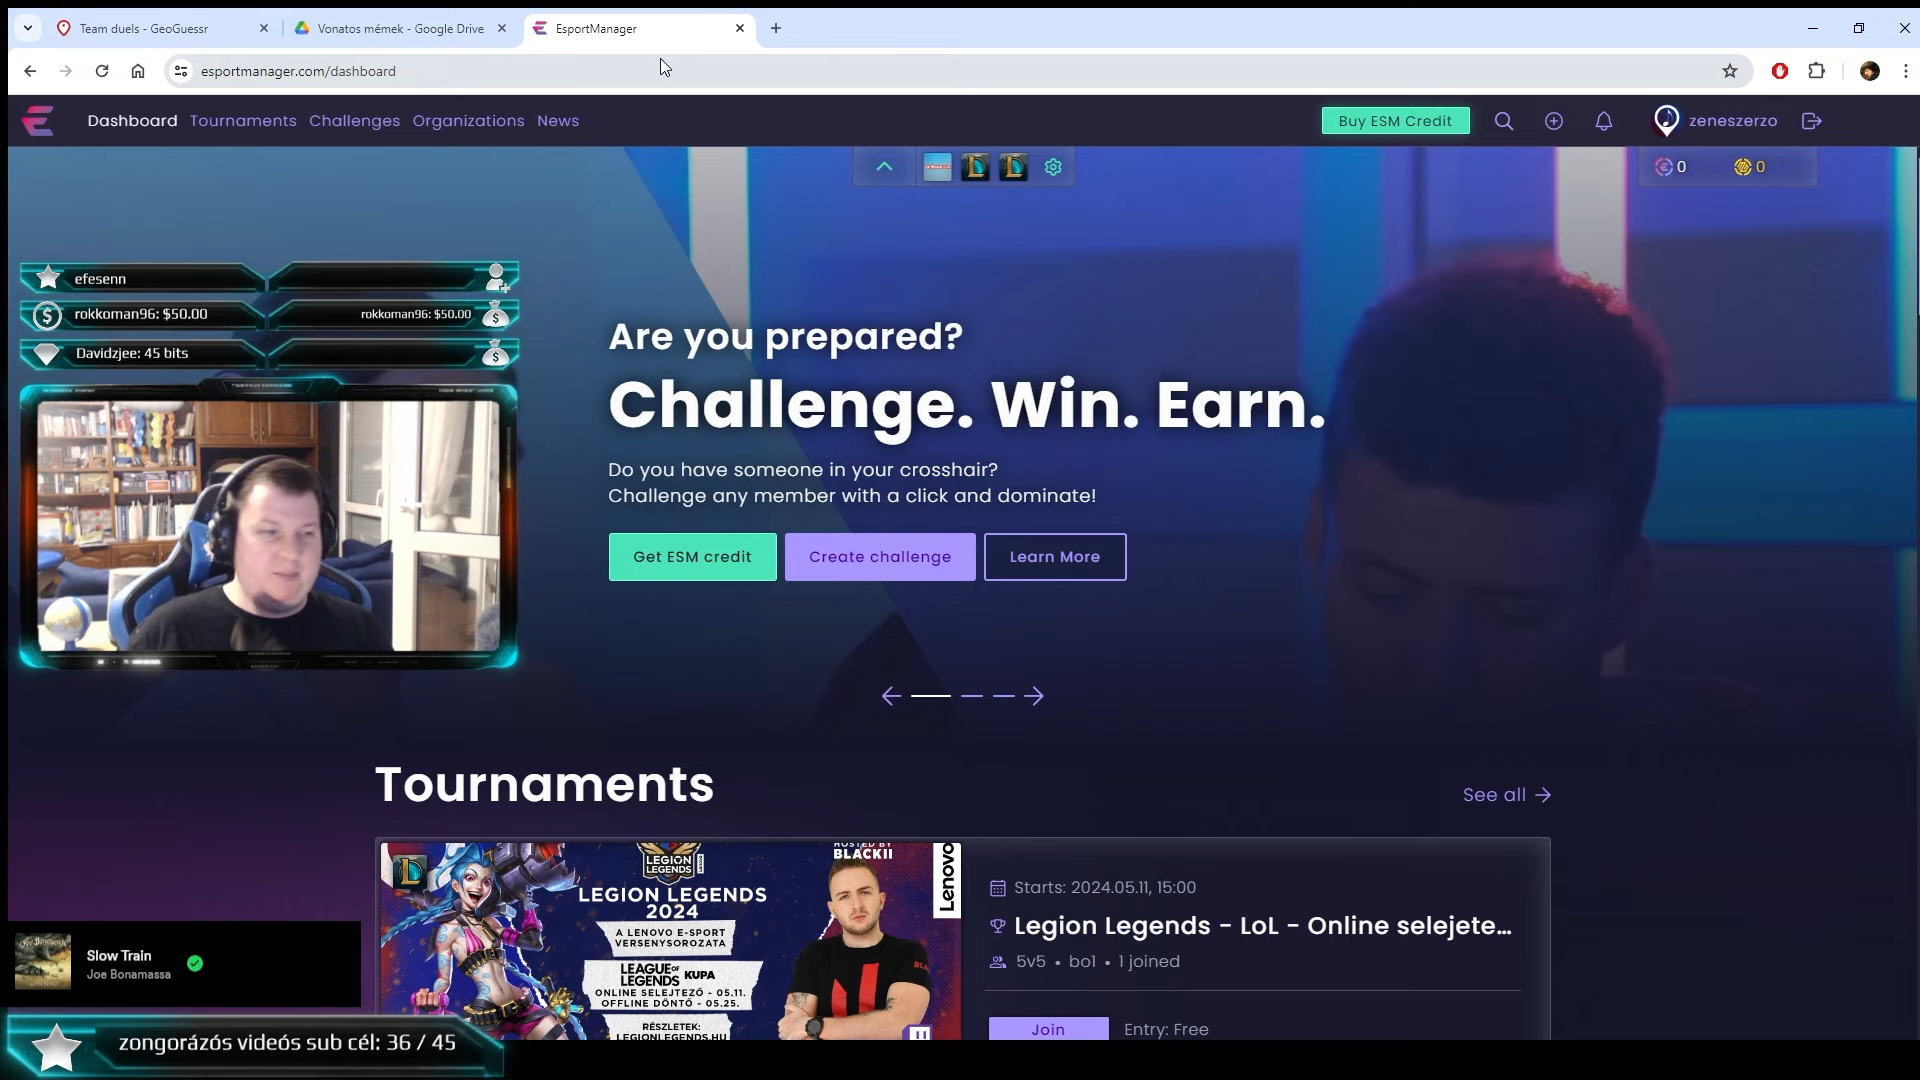 Team duels - GeoGuessr
Vonatos mémek - Google Drive
EsportManager
esportmanager.com/dashboard
Dashboard
Tournaments
Challenges
Organizations
News
Buy ESM Credit
zeneszerzo
0
0
efesenn
rokkoman96: $50.00
rokkoman96: $50.00
Davidzjee: 45 bits
Are you prepared?
Challenge. Win. Earn.
Do you have someone in your crosshair?
Challenge any member with a click and dominate!
Get ESM credit
Create challenge
Learn More
Tournaments
See all
HOSTED BY
BLACKII
Lenovo
LEGION
LEGENDS
LEGION LEGENDS
2024
A LENOVO E-SPORT
VERSENYSOROZATA
LEAGUE OF
LEGENDS KUPA
ONLINE SELEJTEZŐ - 05.11.
OFFLINE DÖNTŐ - 05.25.
RÉSZLETEK:
LEGIONLEGENDS.HU
Starts: 2024.05.11, 15:00
Legion Legends - LoL - Online selejete...
5v5 • bo1 • 1 joined
Join
Entry: Free
Slow Train
Joe Bonamassa
zongorázós videós sub cél: 36 / 45